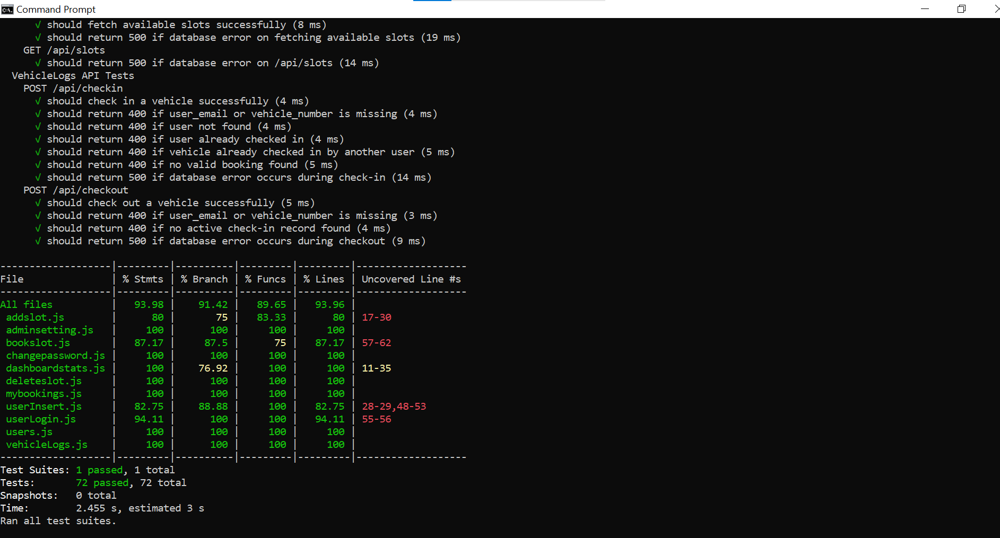 Command Prompt
√ should fetch available slots successfully (8 ms)
√ should return 500 if database error on fetching available slots (19 ms)
GET /api/slots
√ should return 500 if database error on /api/slots (14 ms)
VehicleLogs API Tests
POST /api/checkin
√ should check in a vehicle successfully (4 ms)
√ should return 400 if user_email or vehicle_number is missing (4 ms)
√ should return 400 if user not found (4 ms)
√ should return 400 if user already checked in (4 ms)
√ should return 400 if vehicle already checked in by another user (5 ms)
√ should return 400 if no valid booking found (5 ms)
√ should return 500 if database error occurs during check-in (14 ms)
POST /api/checkout
√ should check out a vehicle successfully (5 ms)
√ should return 400 if user_email or vehicle_number is missing (3 ms)
√ should return 400 if no active check-in record found (4 ms)
√ should return 500 if database error occurs during checkout (9 ms)
-------------------|---------|----------|---------|---------|-------------------
File | % Stmts | % Branch | % Funcs | % Lines | Uncovered Line #s
-------------------|---------|----------|---------|---------|-------------------
All files | 93.98 | 91.42 | 89.65 | 93.96 |
addslot.js | 80 | 75 | 83.33 | 80 | 17-30
adminsetting.js | 100 | 100 | 100 | 100 |
bookslot.js | 87.17 | 87.5 | 75 | 87.17 | 57-62
changepassword.js | 100 | 100 | 100 | 100 |
dashboardstats.js | 100 | 76.92 | 100 | 100 | 11-35
deleteslot.js | 100 | 100 | 100 | 100 |
mybookings.js | 100 | 100 | 100 | 100 |
userInsert.js | 82.75 | 88.88 | 100 | 82.75 | 28-29,48-53
userLogin.js | 94.11 | 100 | 100 | 94.11 | 55-56
users.js | 100 | 100 | 100 | 100 |
vehicleLogs.js | 100 | 100 | 100 | 100 |
-------------------|---------|----------|---------|---------|-------------------
Test Suites: 1 passed, 1 total
Tests: 72 passed, 72 total
Snapshots: 0 total
Time: 2.455 s, estimated 3 s
Ran all test suites.